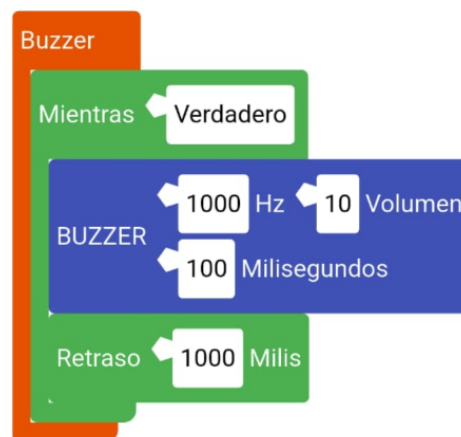 Buzzer
Mientras Verdadero
1000 Hz 10 Volumen
BUZZER
100 Milisegundos
Retraso 1000 Milis